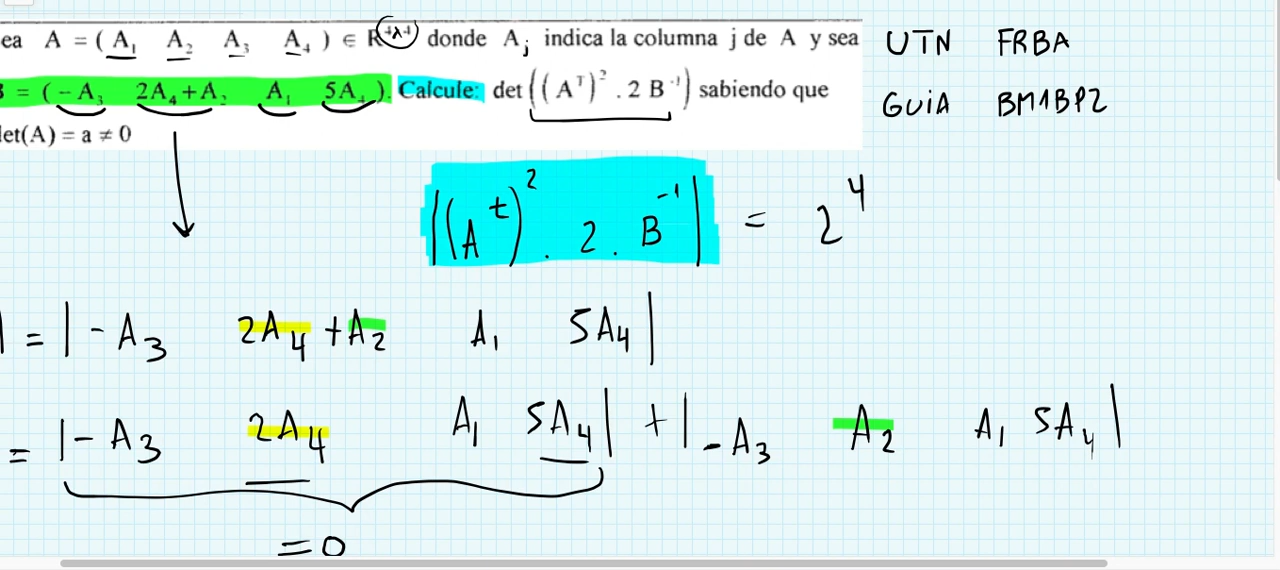 ea A = ( A₁ A₂ A₃ A₄ ) ∈ R⁴ˣ⁴ donde Aⱼ indica la columna j de A y sea
= ( – A₃ 2A₄ + A₂ A₁ 5A₄ ). Calcule: det ( ( Aᵀ )² . 2 B⁻¹ ) sabiendo que
et(A) = a ≠ 0
UTN FRBA
GUiA BM1BP2
| (Aᵗ)² . 2 . B⁻¹ | = 2⁴
| = | - A₃ 2A₄ + A₂ A₁ 5A₄ |
= | - A₃ 2A₄ A₁ 5A₄ | + | - A₃ A₂ A₁ 5A₄ |
= 0